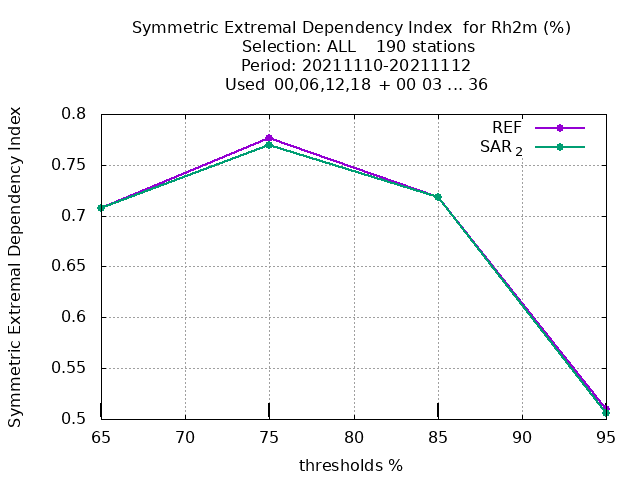 Symmetric Extremal Dependency Index for Rh2m (%)
Selection: ALL 190 stations
Period: 20211110-20211112
Used 00,06,12,18 + 00 03 ... 36
REF
SAR 2
Symmetric Extremal Dependency Index
0.8
0.75
0.7
0.65
0.6
0.55
0.5
65 70 75 80 85 90 95
thresholds %